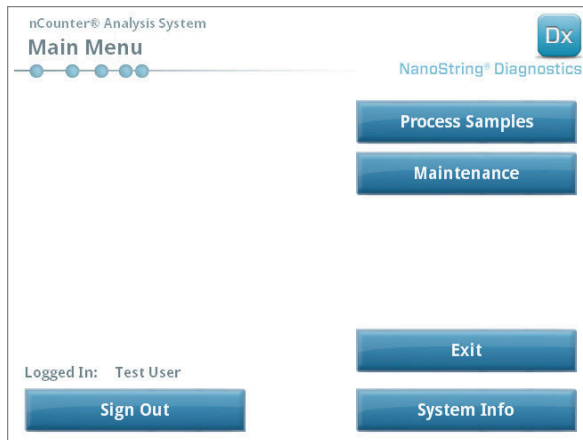 nCounter® Analysis System
Main Menu
Dx
NanoString® Diagnostics
Process Samples
Maintenance
Exit
Logged In: Test User
Sign Out
System Info